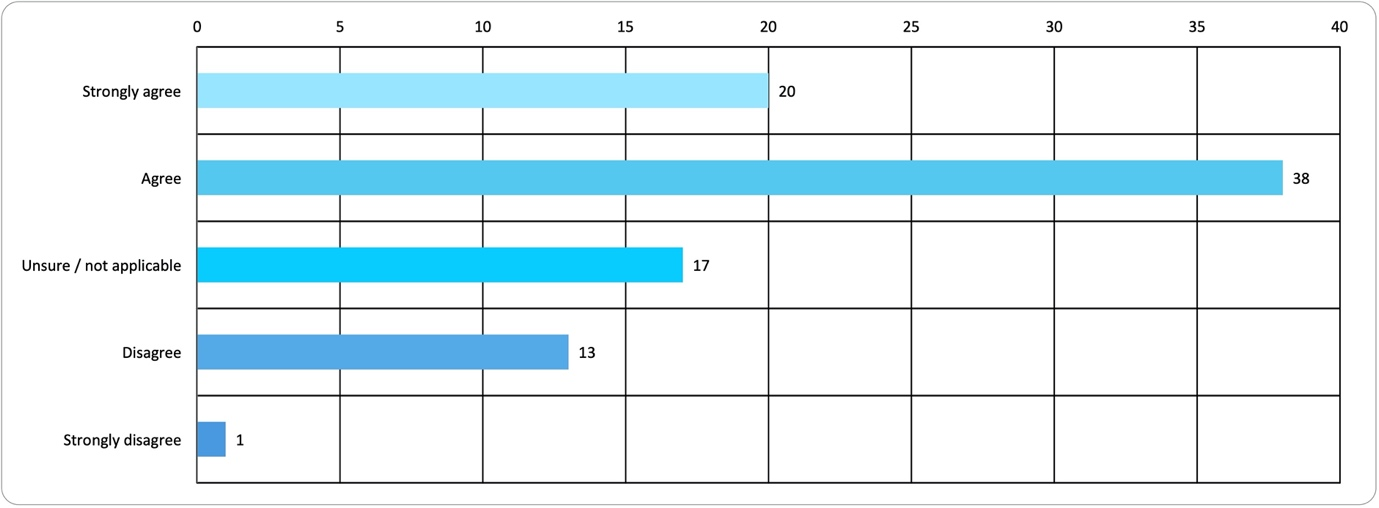 0 5 10 15 20 25 30 35 40
Strongly agree 20
Agree 38
Unsure / not applicable 17
Disagree 13
Strongly disagree 1